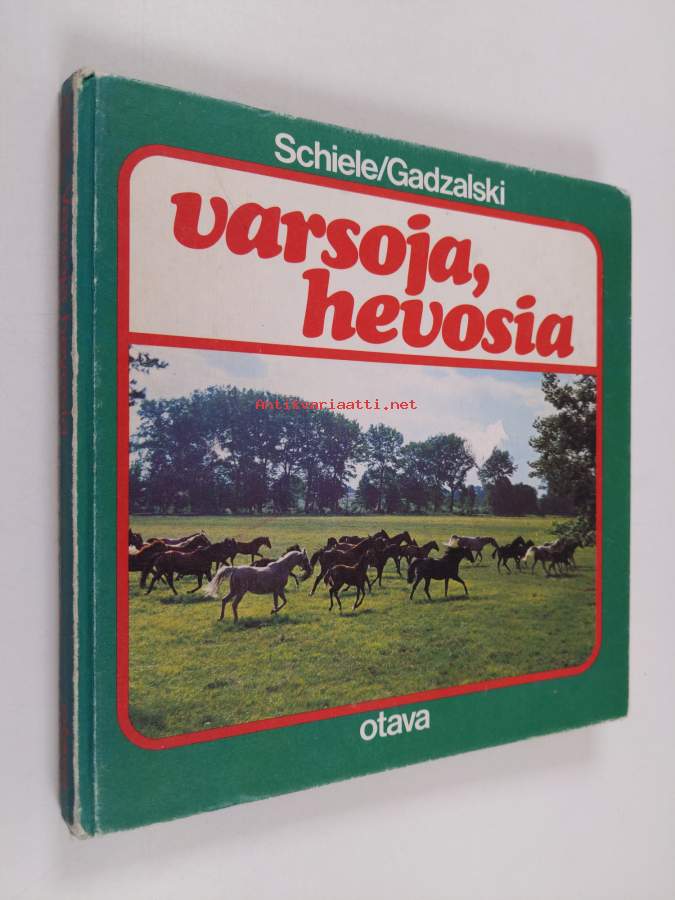 Schiele/Gadzalski
varsoja,
hevosia
Antikvariaatti.net
otava